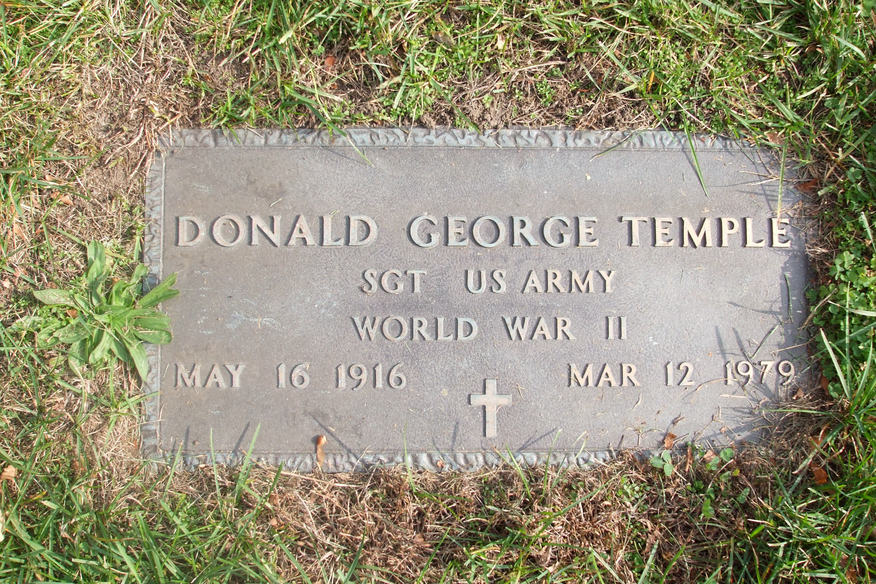 DONALD GEORGE TEMPLE
SGT US ARMY
WORLD WAR II
MAY 16 1916 MAR 12 1979